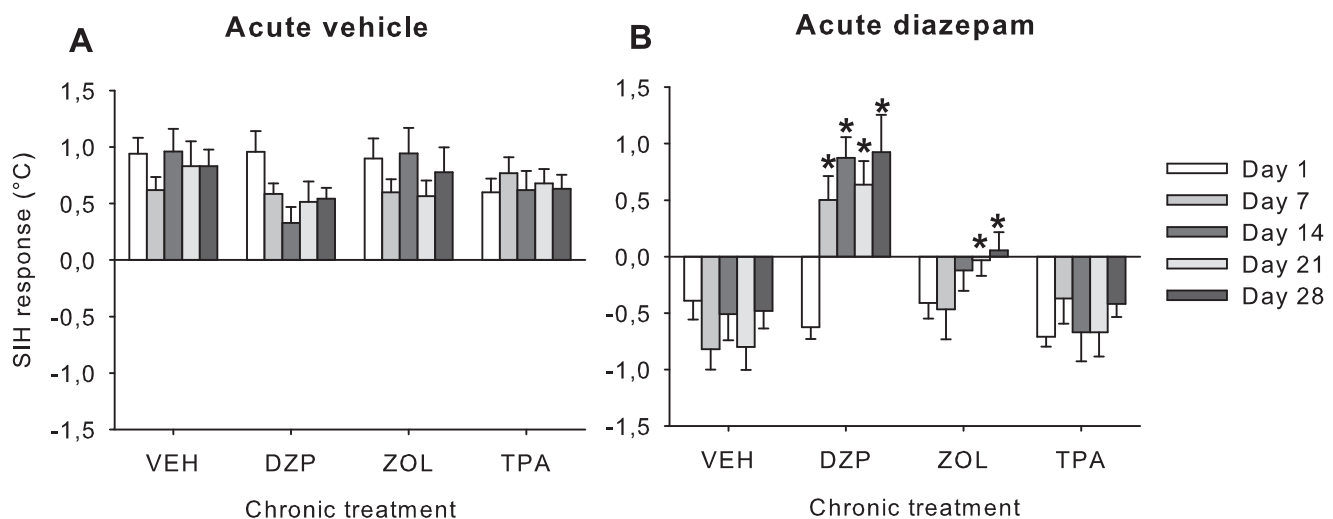 A
Acute vehicle
1,5
1,0
0,5
0,0
-0,5
-1,0
-1,5
SIH response (°C)
VEH DZP ZOL TPA
Chronic treatment
B
Acute diazepam
1,5
1,0
0,5
0,0
-0,5
-1,0
-1,5
* * * *
* *
VEH DZP ZOL TPA
Chronic treatment
Day 1
Day 7
Day 14
Day 21
Day 28